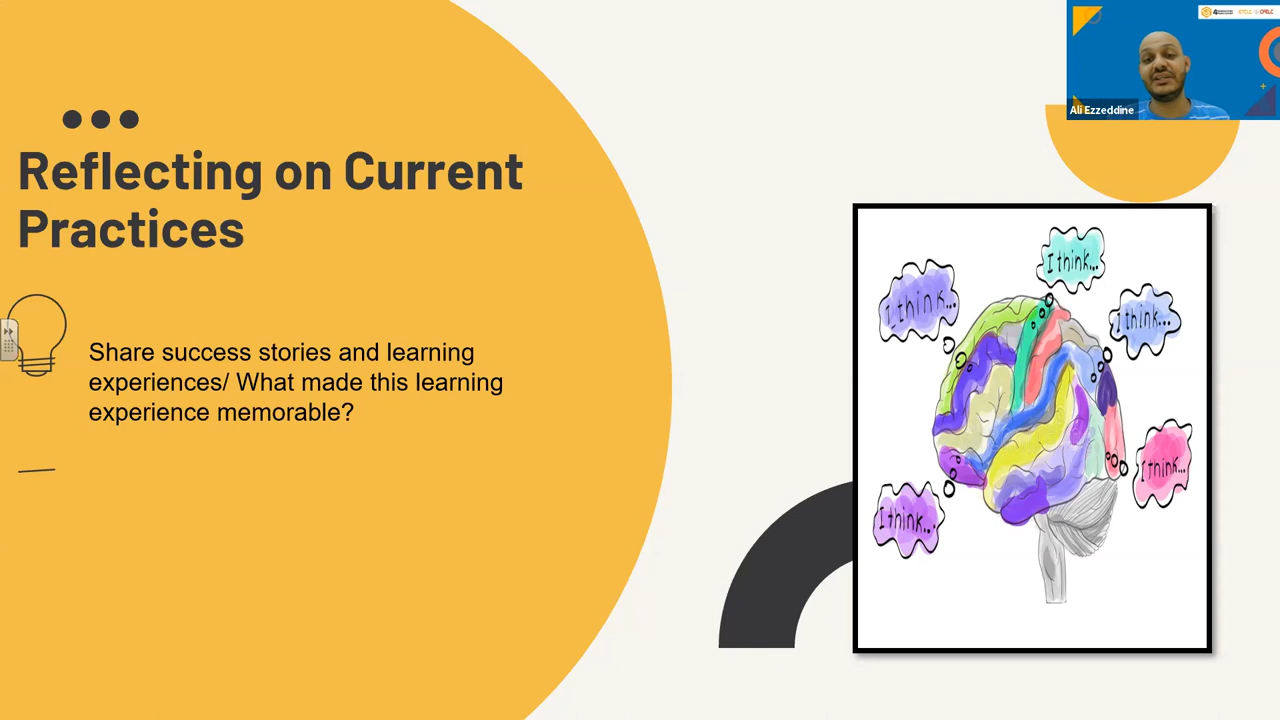 Ali Ezzeddine
Reflecting on Current
Practices
Share success stories and learning
experiences/ What made this learning
experience memorable?
I think...
I think...
I think...
I think...
I think...